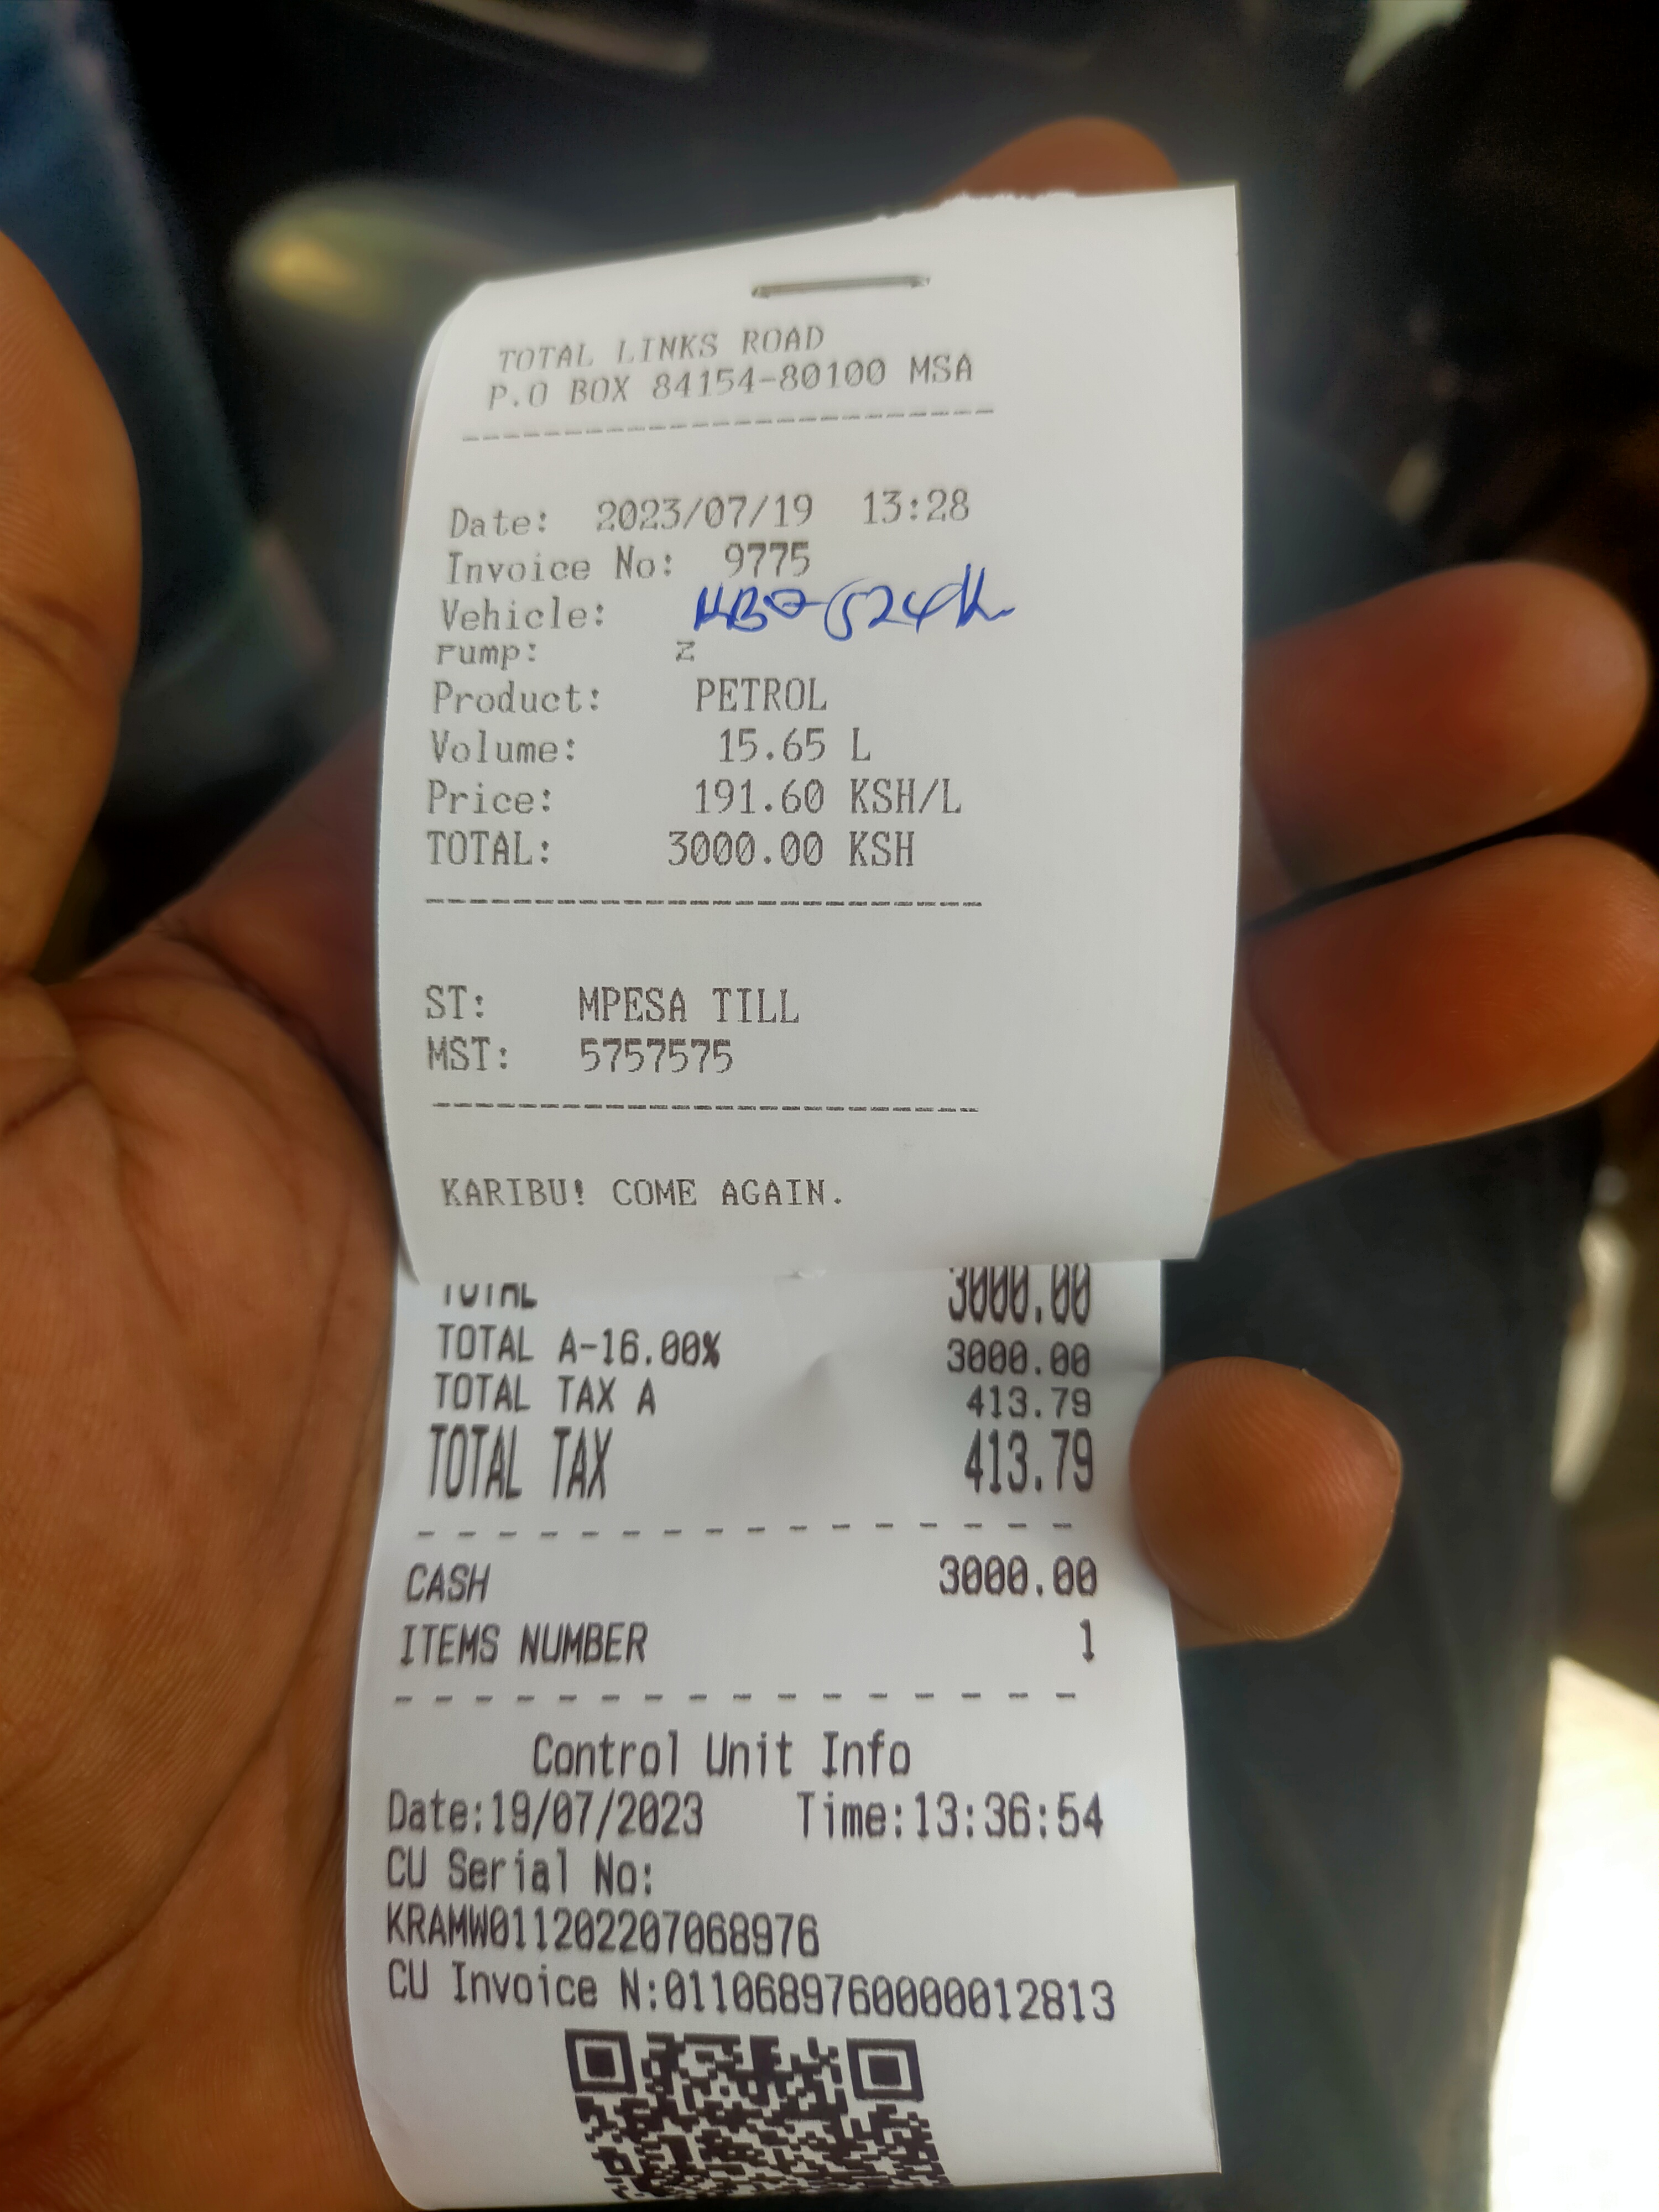 TOTAL LINKS ROAD
P.O BOX 84154-80100 MSA
Date: 2023/07/19 13:28
Invoice No: 9775
Vehicle:
Pump: 2
Product: PETROL
Volume: 15.65 L
Price: 191.60 KSH/L
TOTAL: 3000.00 KSH
ST: MPESA TILL
MST: 5757575
KARIBU! COME AGAIN.
TOTAL 3000.00
TOTAL A-16.00% 3000.00
TOTAL TAX A 413.79
TOTAL TAX 413.79
CASH 3000.00
ITEMS NUMBER 1
Control Unit Info
Date:19/07/2023 Time:13:36:54
CU Serial No:
KRAMW011202207068976
CU Invoice N:0110689760000012813